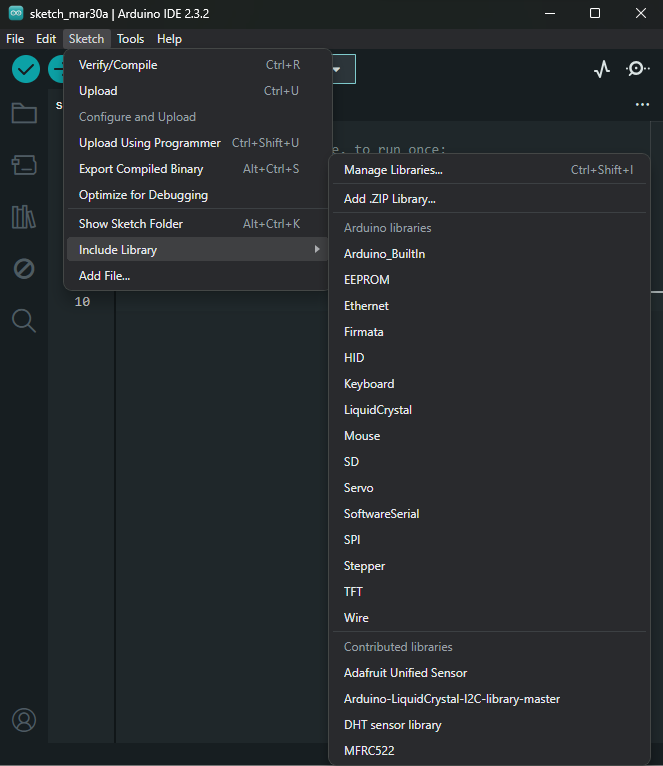 sketch_mar30a | Arduino IDE 2.3.2
File Edit Sketch Tools Help
Verify/Compile Ctrl+R
Upload Ctrl+U
Configure and Upload
Upload Using Programmer Ctrl+Shift+U
Export Compiled Binary Alt+Ctrl+S
Optimize for Debugging
Show Sketch Folder Alt+Ctrl+K
Include Library
Add File...
10
to run once:
Manage Libraries... Ctrl+Shift+I
Add .ZIP Library...
Arduino libraries
Arduino_BuiltIn
EEPROM
Ethernet
Firmata
HID
Keyboard
LiquidCrystal
Mouse
SD
Servo
SoftwareSerial
SPI
Stepper
TFT
Wire
Contributed libraries
Adafruit Unified Sensor
Arduino-LiquidCrystal-I2C-library-master
DHT sensor library
MFRC522